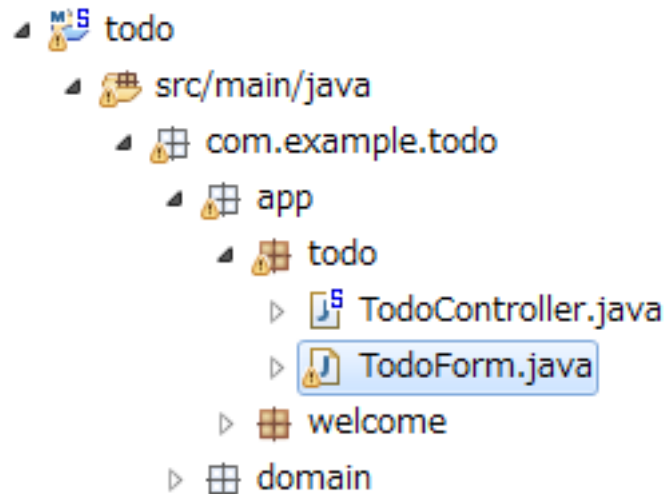 todo
src/main/java
com.example.todo
app
todo
TodoController.java
TodoForm.java
welcome
domain